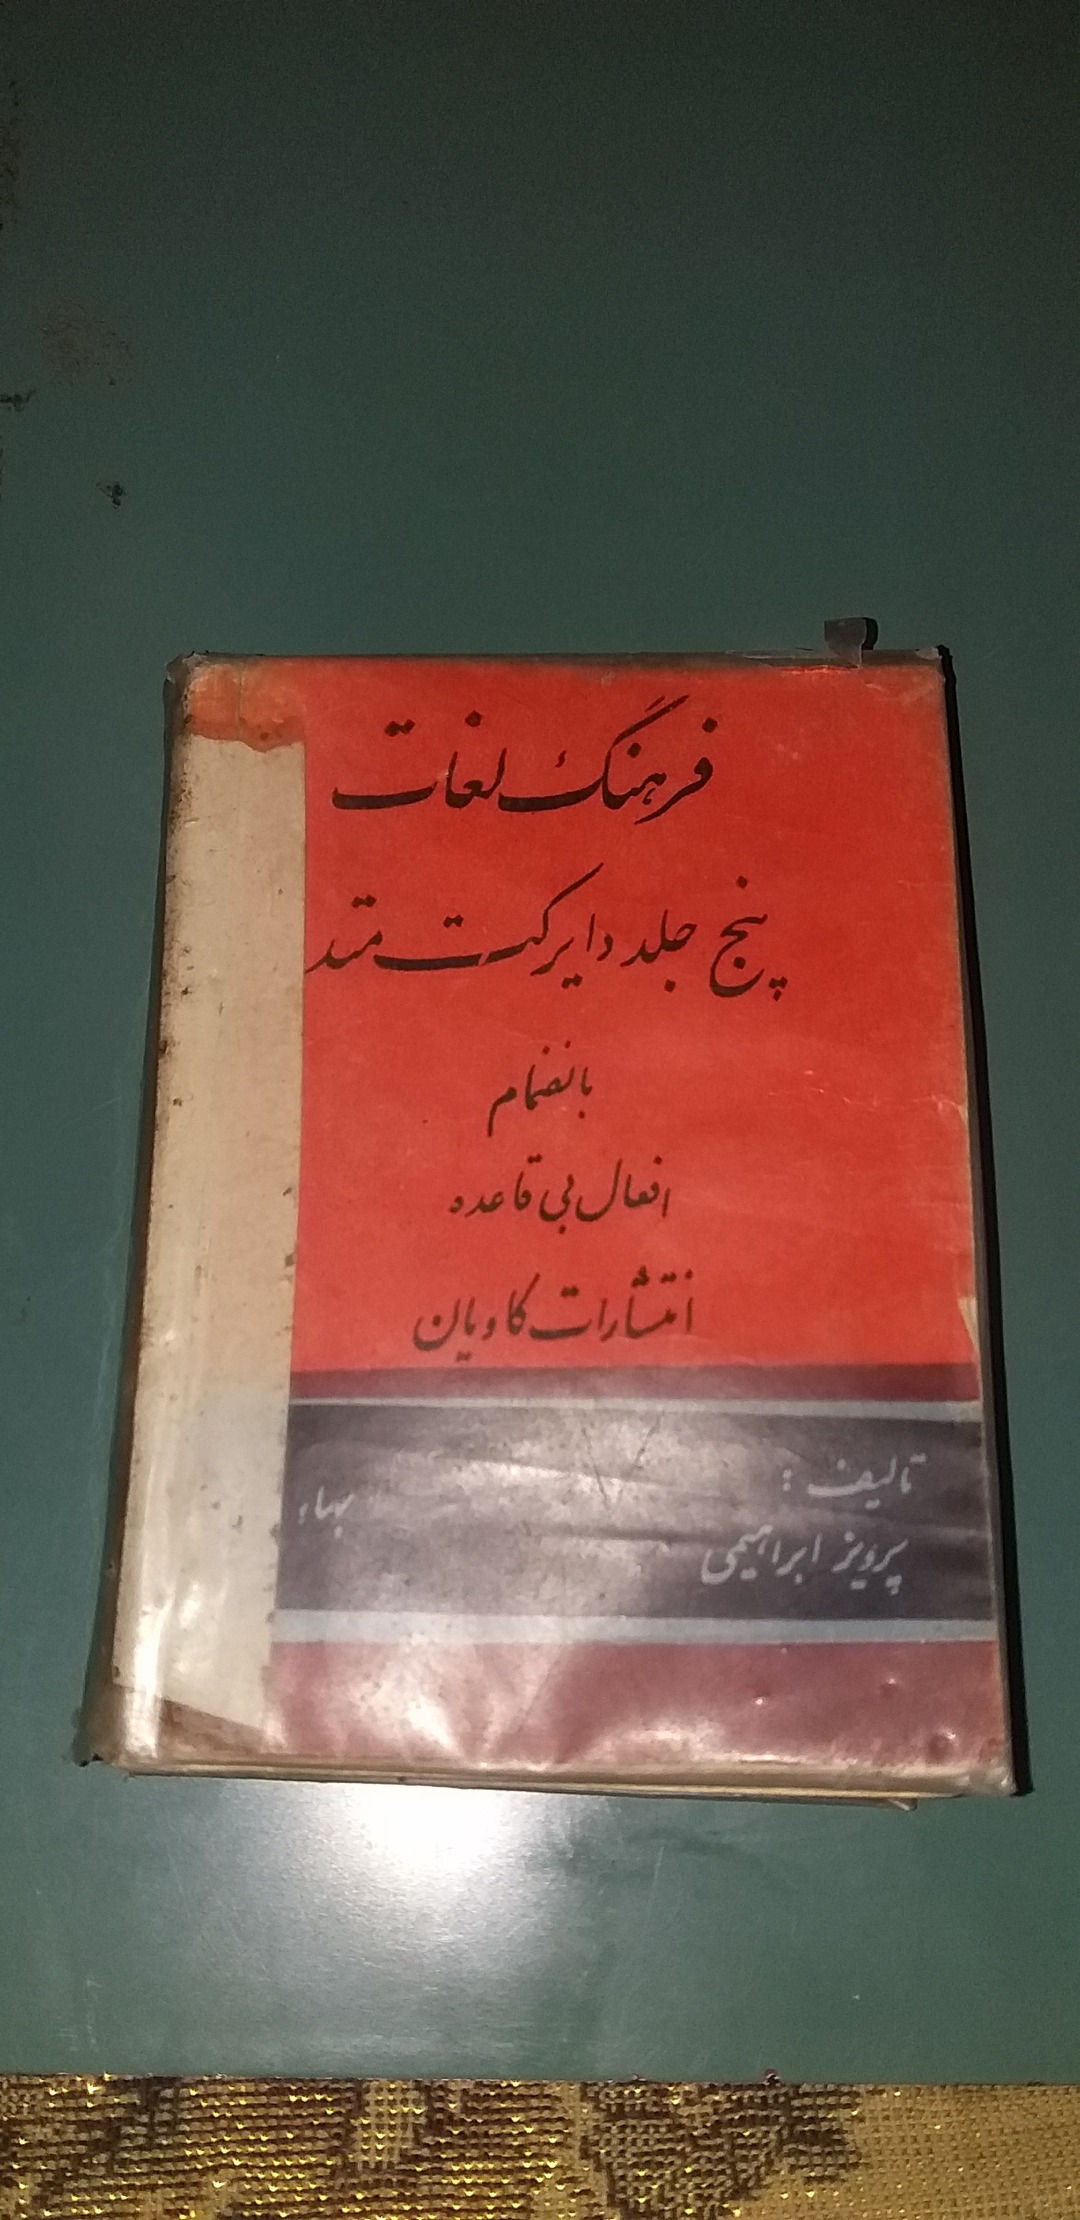 فرهنگ لغات
پنج جلد دایرکت متد
بانضمام
افعال بی قاعده
انتشارات کاویان
تالیف :
پرویز ابراهیمی
بهاء